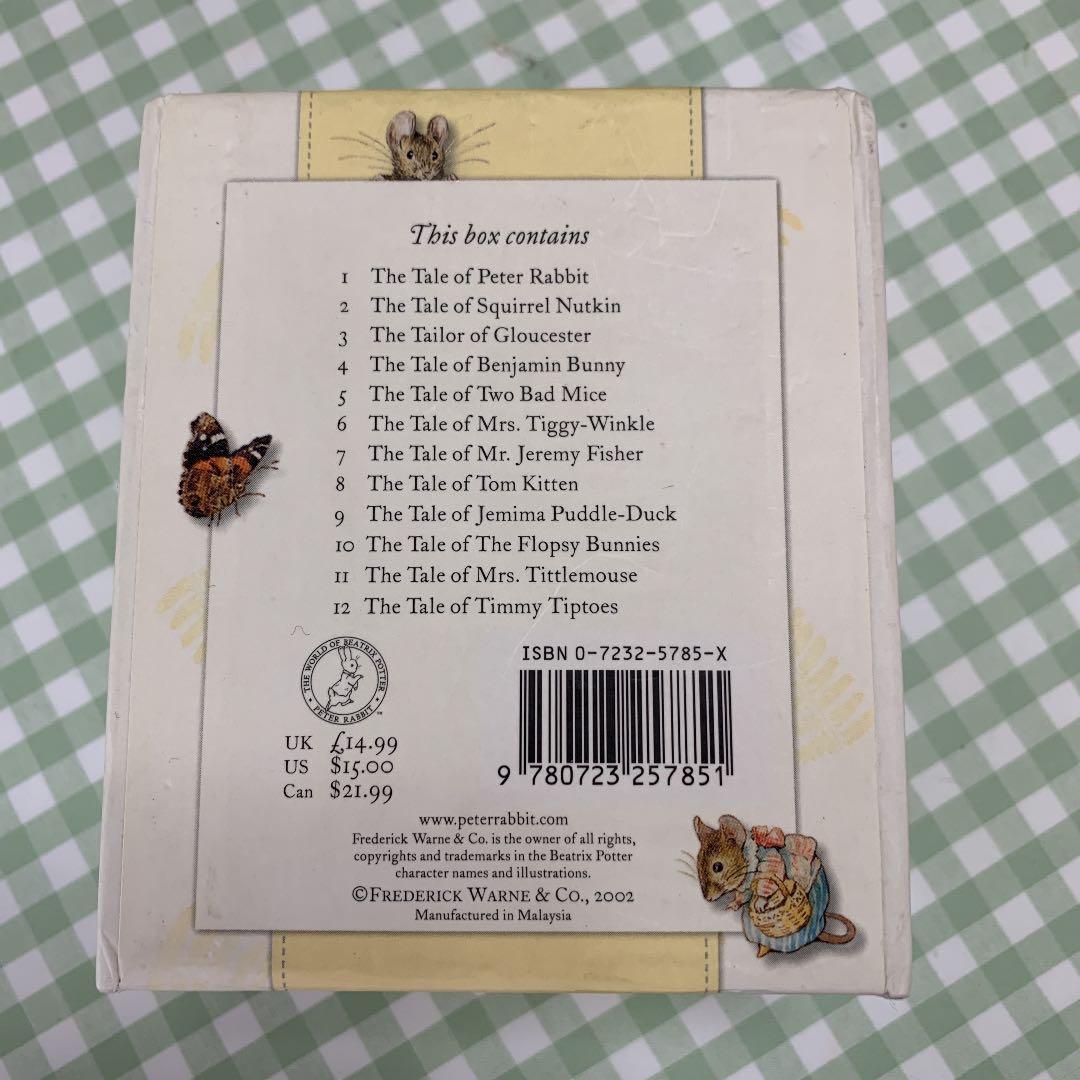 This box contains
1 The Tale of Peter Rabbit
2 The Tale of Squirrel Nutkin
3 The Tailor of Gloucester
4 The Tale of Benjamin Bunny
5 The Tale of Two Bad Mice
6 The Tale of Mrs. Tiggy-Winkle
7 The Tale of Mr. Jeremy Fisher
8 The Tale of Tom Kitten
9 The Tale of Jemima Puddle-Duck
10 The Tale of The Flopsy Bunnies
11 The Tale of Mrs. Tittlemouse
12 The Tale of Timmy Tiptoes
THE WORLD OF BEATRIX POTTER
PETER RABBIT ™
UK £14.99
US $15.00
Can $21.99
ISBN 0-7232-5785-X
9 780723 257851
www.peterrabbit.com
Frederick Warne & Co. is the owner of all rights,
copyrights and trademarks in the Beatrix Potter
character names and illustrations.
© FREDERICK WARNE & CO., 2002
Manufactured in Malaysia